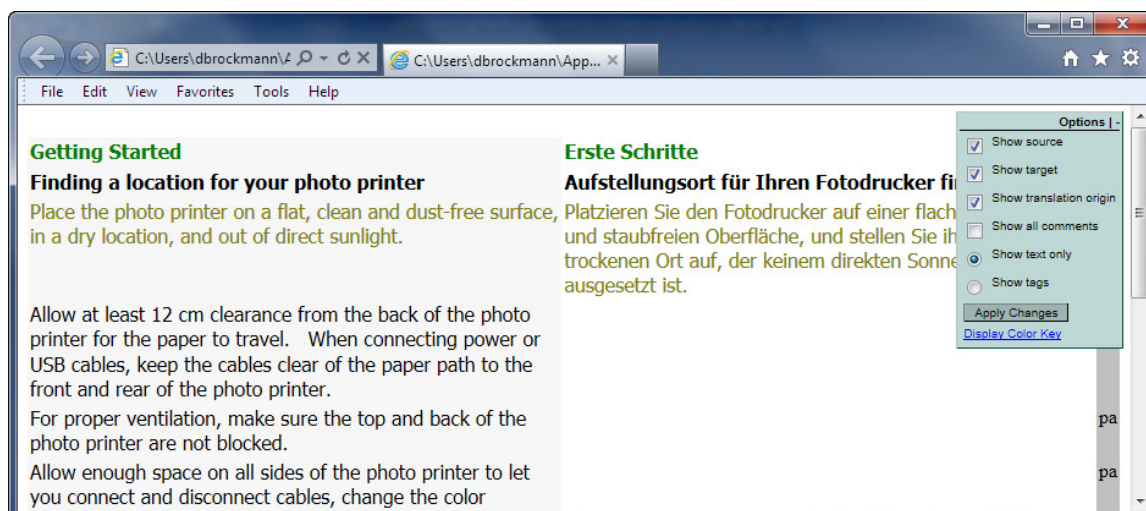 C:\Users\dbrockmann\A
C:\Users\dbrockmann\App...
File Edit View Favorites Tools Help
Getting Started
Finding a location for your photo printer
Place the photo printer on a flat, clean and dust-free surface,
in a dry location, and out of direct sunlight.
Allow at least 12 cm clearance from the back of the photo
printer for the paper to travel. When connecting power or
USB cables, keep the cables clear of the paper path to the
front and rear of the photo printer.
For proper ventilation, make sure the top and back of the
photo printer are not blocked.
Allow enough space on all sides of the photo printer to let
you connect and disconnect cables, change the color
Erste Schritte
Aufstellungsort für Ihren Fotodrucker fi
Platzieren Sie den Fotodrucker auf einer flach
und staubfreien Oberfläche, und stellen Sie ih
trockenen Ort auf, der keinem direkten Sonne
ausgesetzt ist.
pa
pa
Options | -
Show source
Show target
Show translation origin
Show all comments
Show text only
Show tags
Apply Changes
Display Color Key